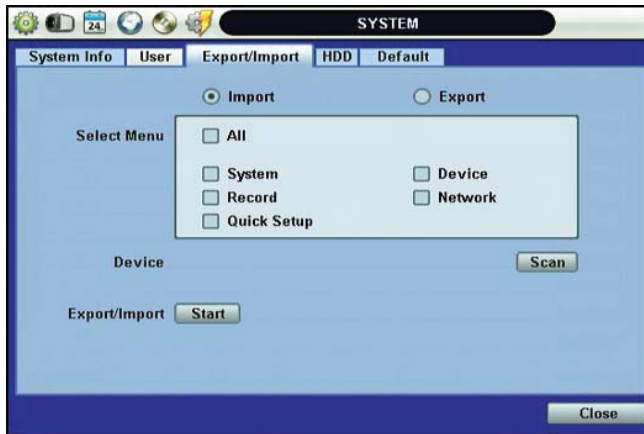 24
SYSTEM
System Info User Export/Import HDD Default
Import Export
Select Menu All
System Device
Record Network
Quick Setup
Device Scan
Export/Import Start
Close